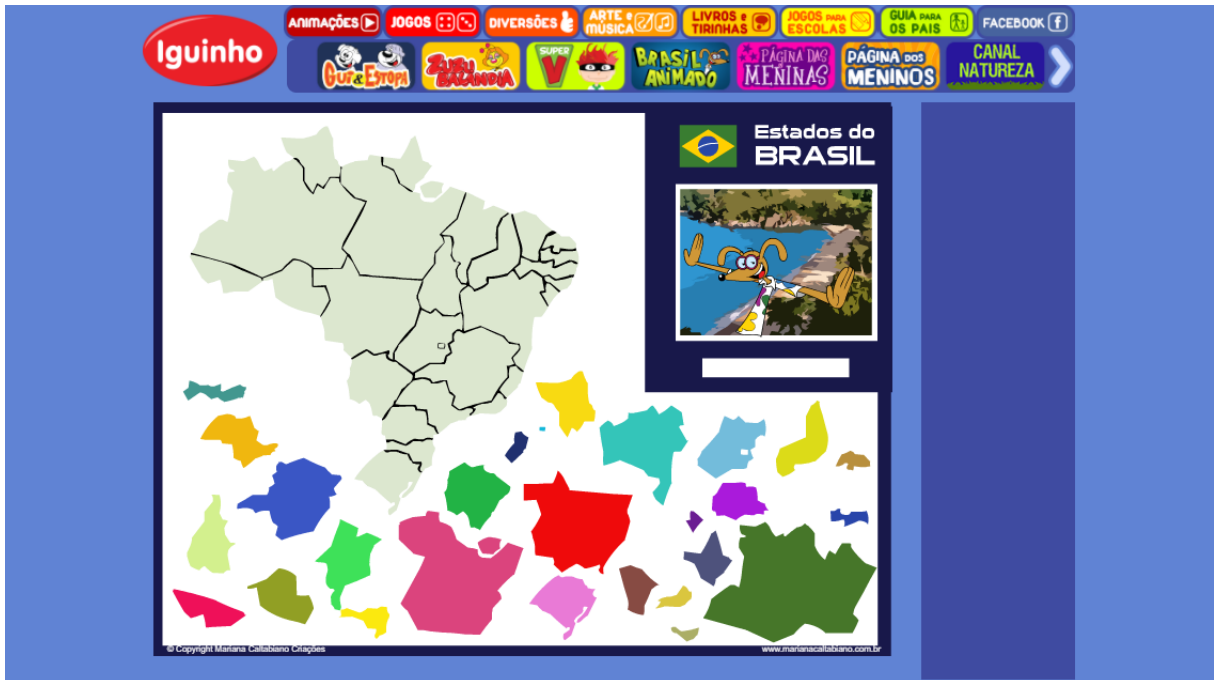 Iguinho
ANIMAÇÕES
JOGOS
DIVERSÕES
ARTE e
MÚSICA
LIVROS e
TIRINHAS
JOGOS PARA
ESCOLAS
GUIA PARA
OS PAIS
FACEBOOK
GUI & ESTOPA
ZUZU
BALANDIA
SUPER
V
BRASIL
ANIMADO
PÁGINA DAS
MENINAS
PÁGINA DOS
MENINOS
CANAL
NATUREZA
Estados do
BRASIL
© Copyright Mariana Caltabiano Criações
www.marianacaltabiano.com.br